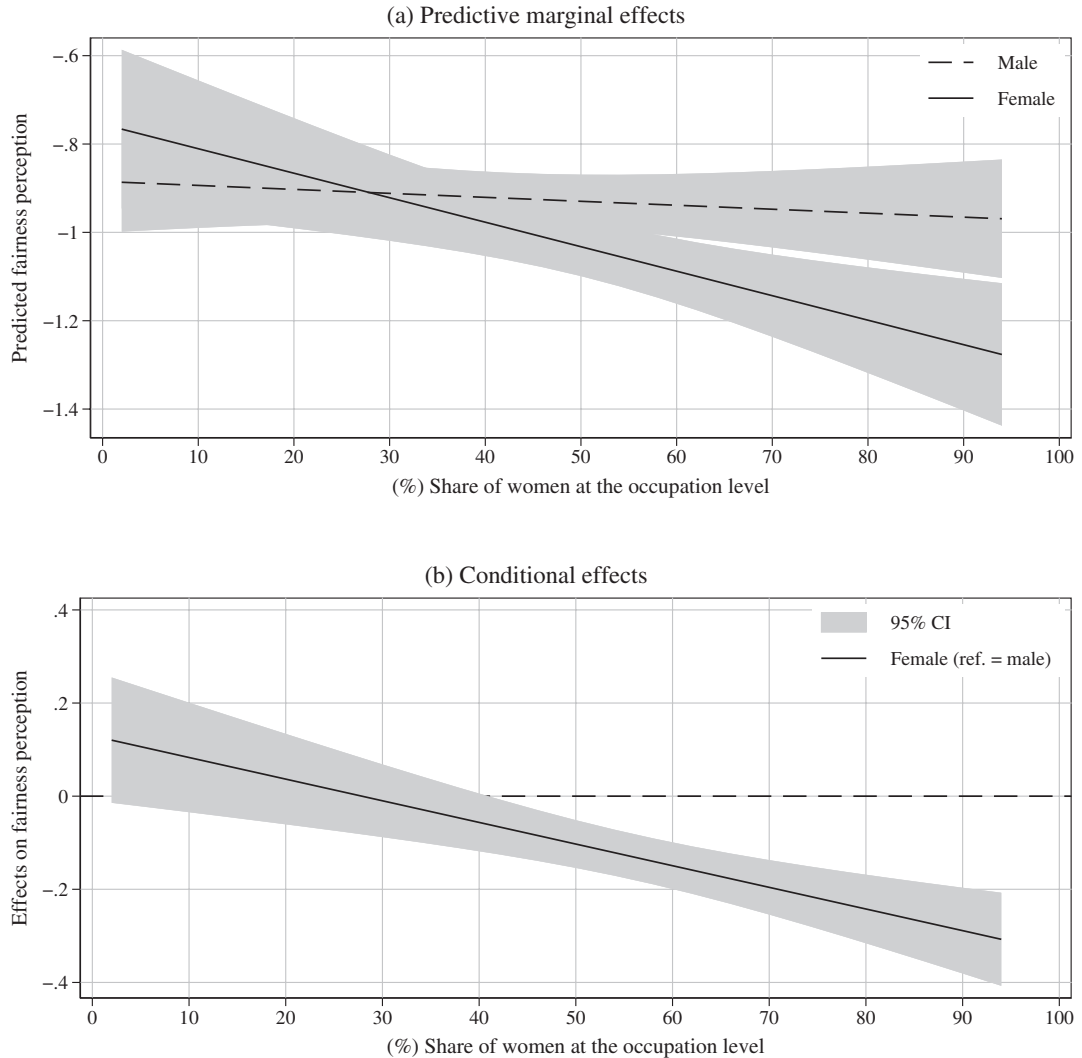 (a) Predictive marginal effects
Predicted fairness perception
−.6
−.8
−1
−1.2
−1.4
Male
Female
0 10 20 30 40 50 60 70 80 90 100
(%) Share of women at the occupation level
(b) Conditional effects
Effects on fairness perception
.4
.2
0
−.2
−.4
95% CI
Female (ref. = male)
0 10 20 30 40 50 60 70 80 90 100
(%) Share of women at the occupation level